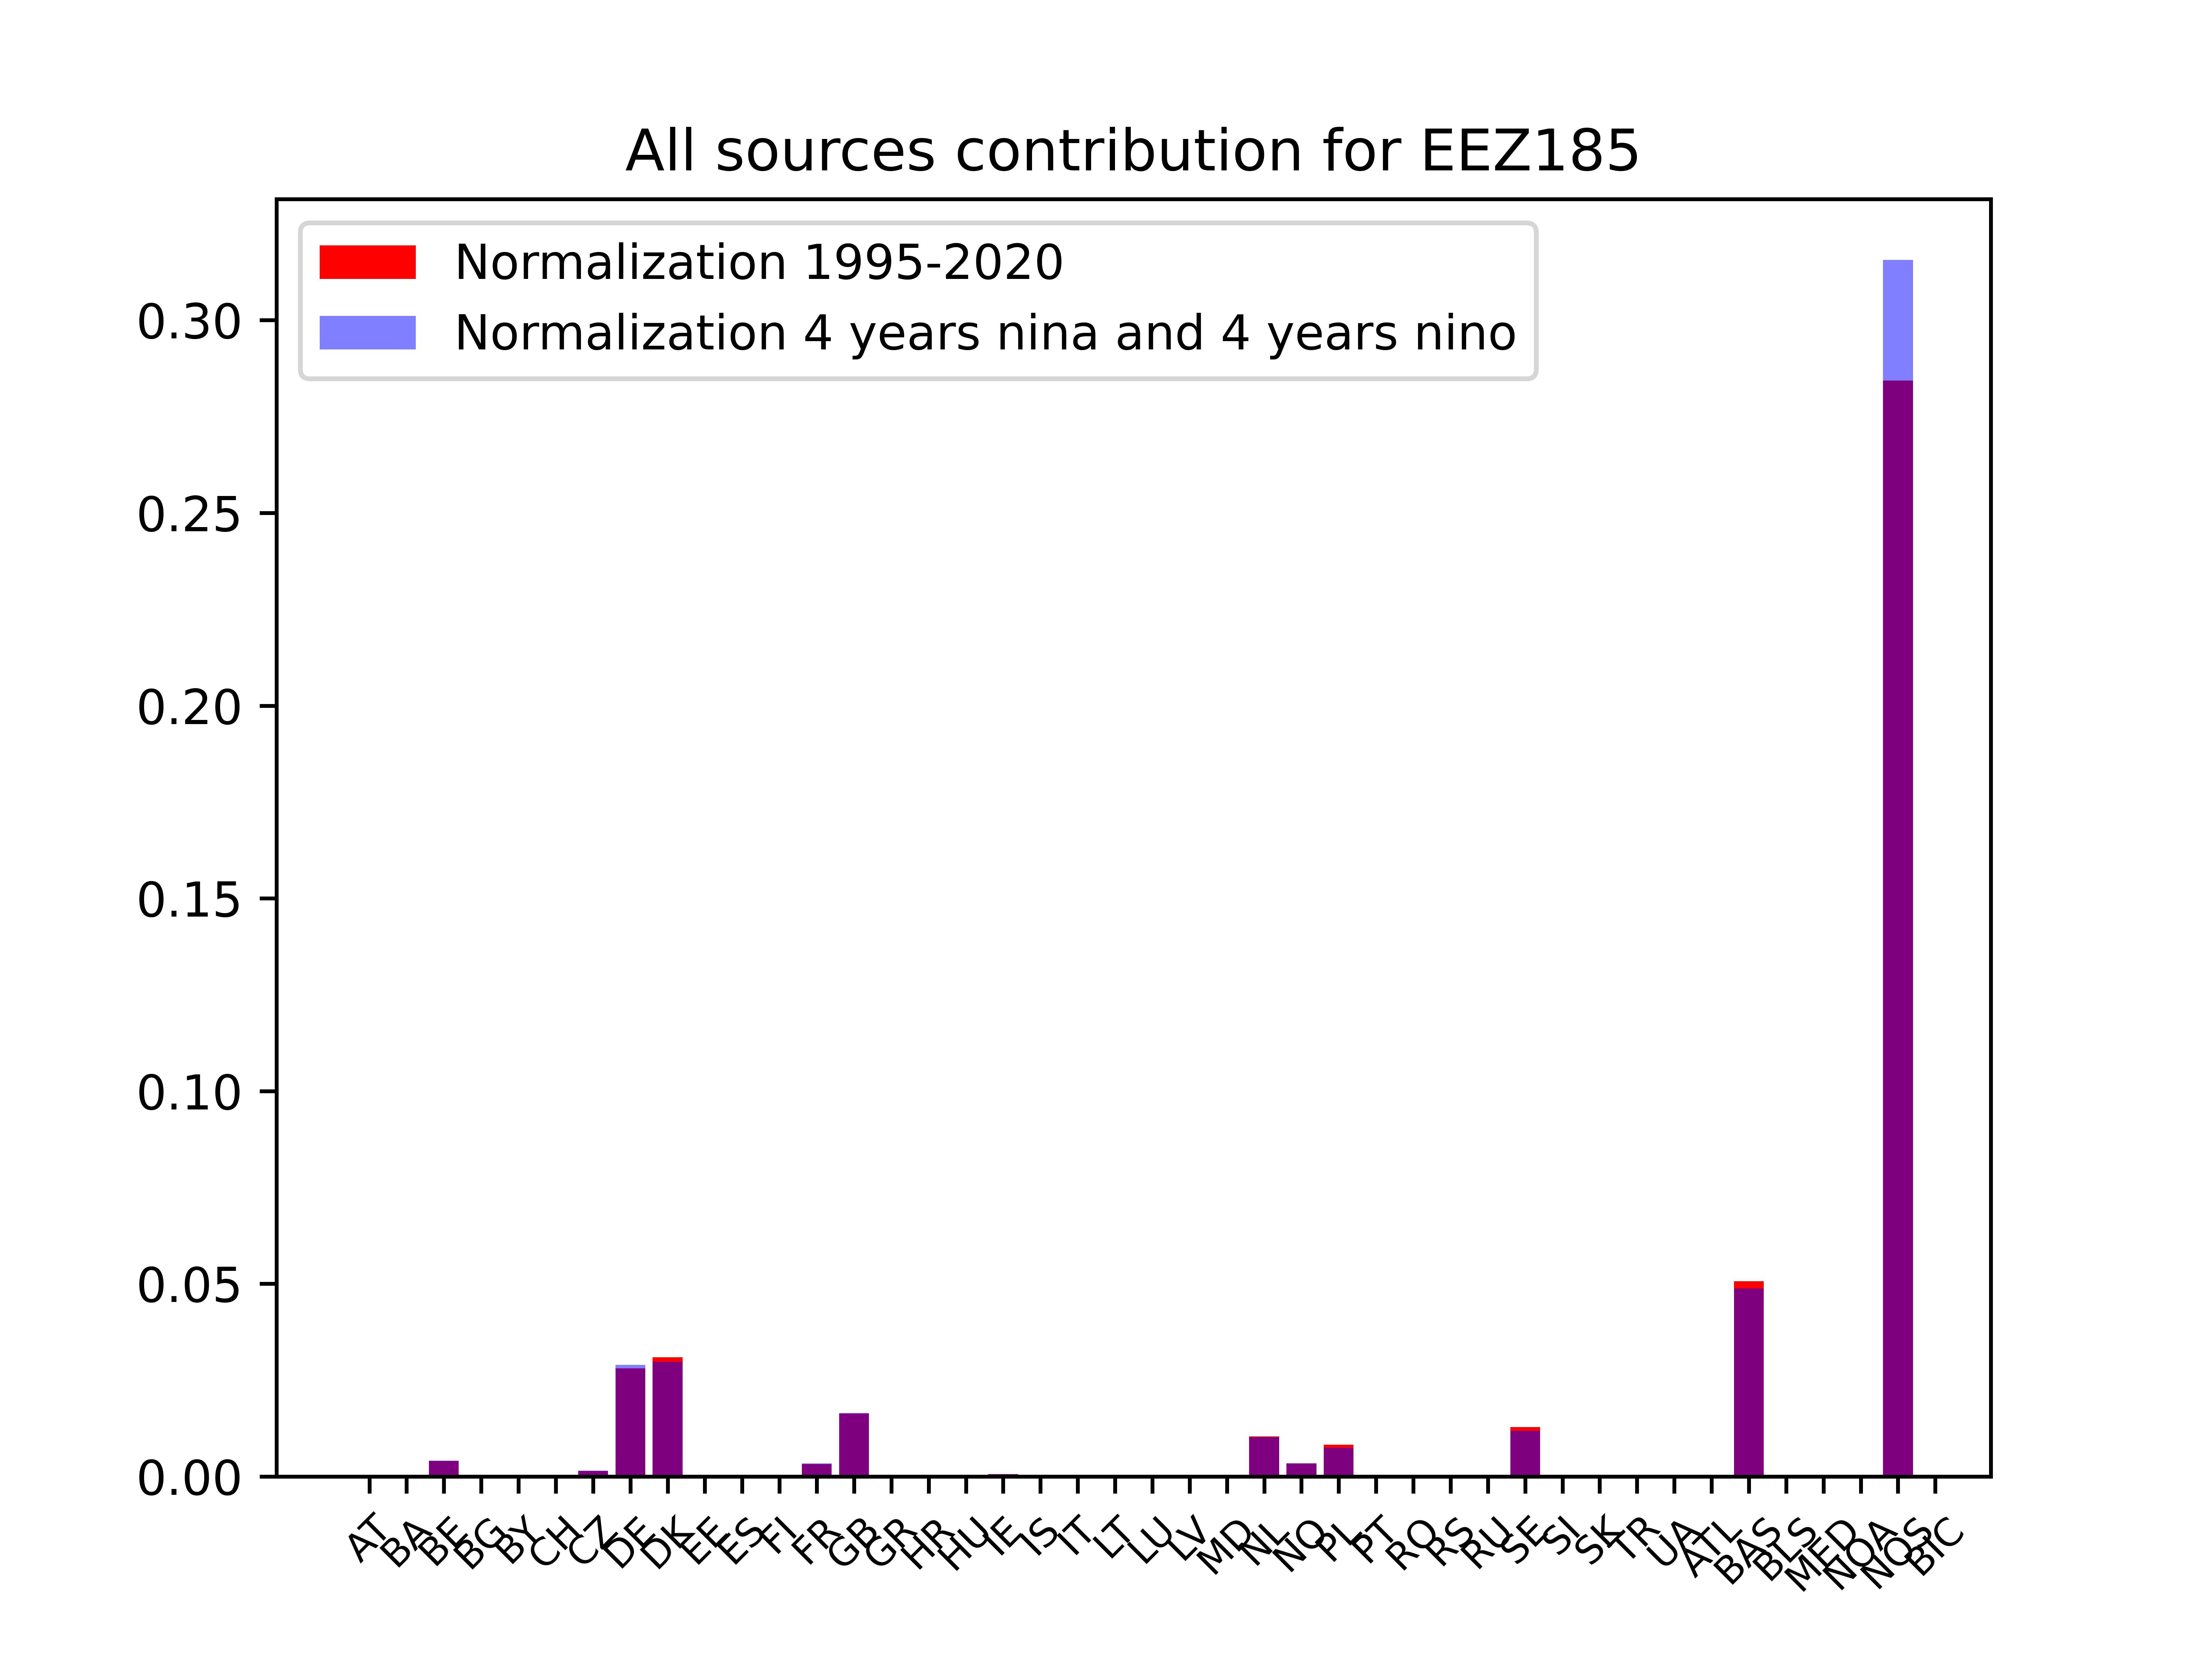 All sources contribution for EEZ185
Normalization 1995-2020
Normalization 4 years nina and 4 years nino
0.30
0.25
0.20
0.15
0.10
0.05
0.00
AT BA BE BG BY CH CZ DE DK EE ES FI FR GB GR HR HU IE IS IT LT LU LV MD NL NO PL PT RO RS RU SE SI SK TR UA ATL BAS BLS MED NOA NOS BIC